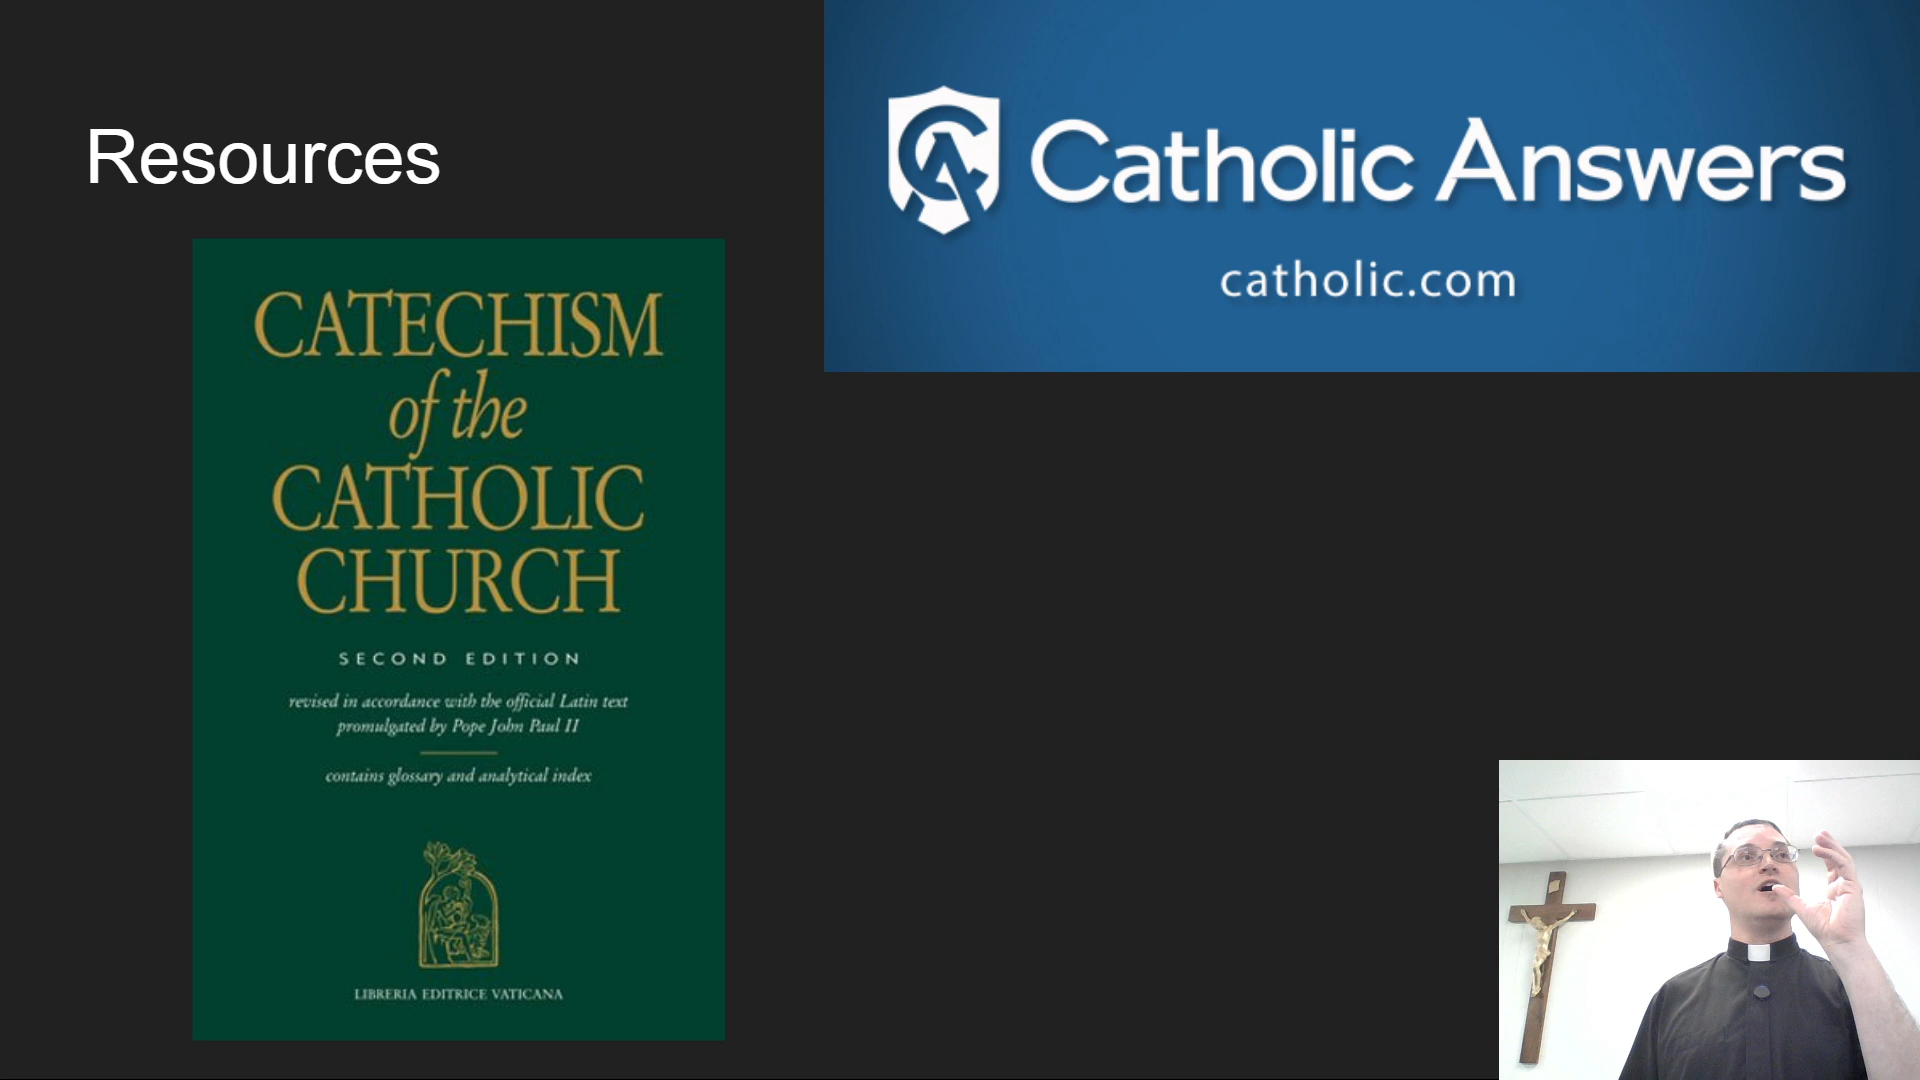 Resources
CATECHISM
of the
CATHOLIC
CHURCH
SECOND EDITION
revised in accordance with the official Latin text
promulgated by Pope John Paul II
contains glossary and analytical index
LIBRERIA EDITRICE VATICANA
Catholic Answers
catholic.com